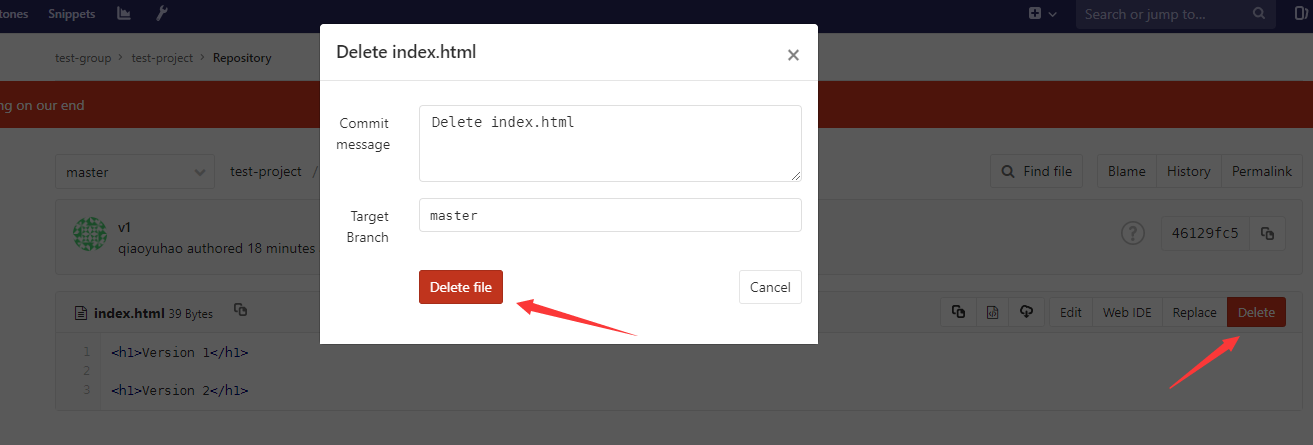 tones Snippets Search or jump to...
test-group > test-project > Repository
ng on our end
Delete index.html ×
Commit message
Delete index.html
Target Branch
master
Delete file Cancel
master test-project / Find file Blame History Permalink
v1
qiaoyuhao authored 18 minutes 46129fc5
index.html 39 Bytes Edit Web IDE Replace Delete
1 <h1>Version 1</h1>
2
3 <h1>Version 2</h1>